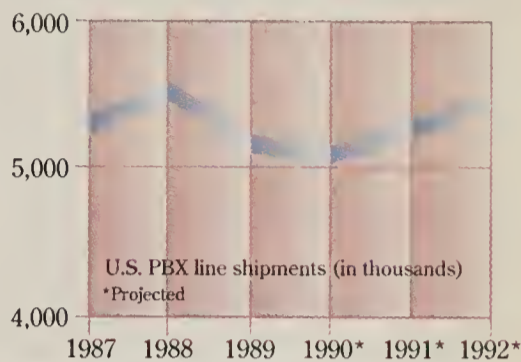 6,000
5,000
U.S. PBX line shipments (in thousands)
*Projected
4,000
1987 1988 1989 1990* 1991* 1992*